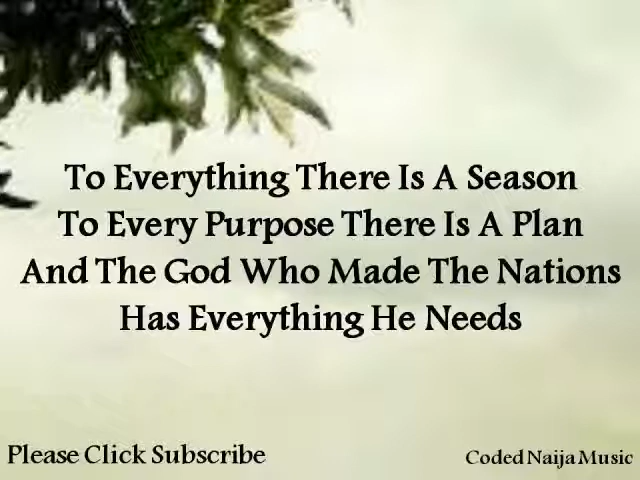 To Everything There Is A Season
To Every Purpose There Is A Plan
And The God Who Made The Nations
Has Everything He Needs
Please Click Subscribe
Coded Naija Music